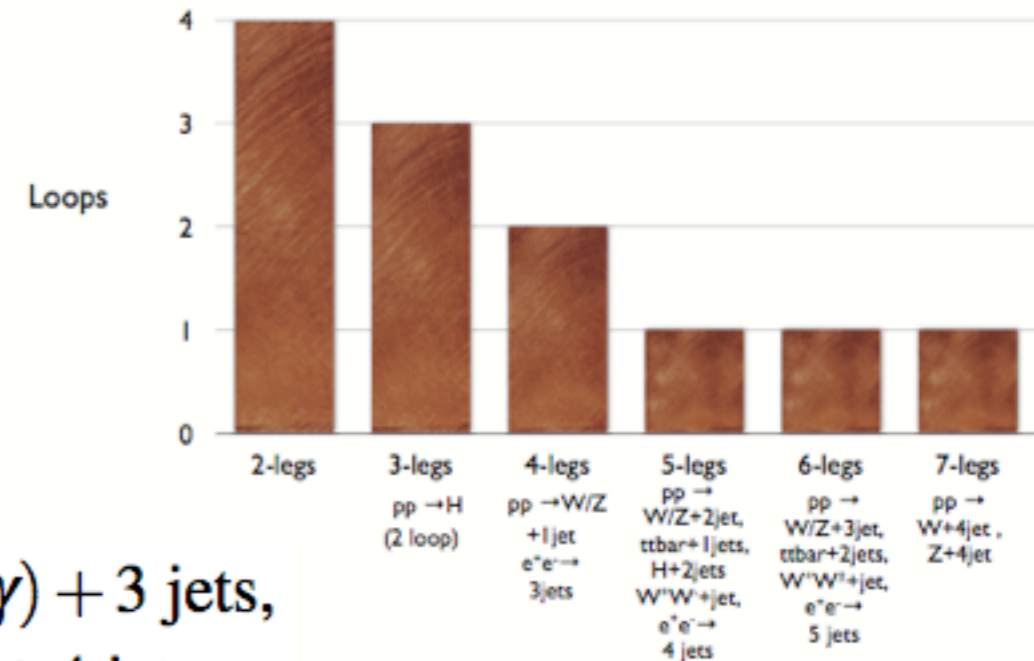 4
3
Loops
2
1
0
2-legs 3-legs 4-legs 5-legs 6-legs 7-legs
pp →H
(2 loop)
pp →W/Z
+1jet
e⁺e⁻→
3jets
pp →
W/Z+2jet,
ttbar+1jets,
H+2jets
W⁺W⁻+jet,
e⁺e⁻→
4 jets
pp →
W/Z+3jet,
ttbar+2jets,
e⁺e⁻→
5 jets
pp →
W+4jet ,
Z+4jet
γ) + 3 jets,